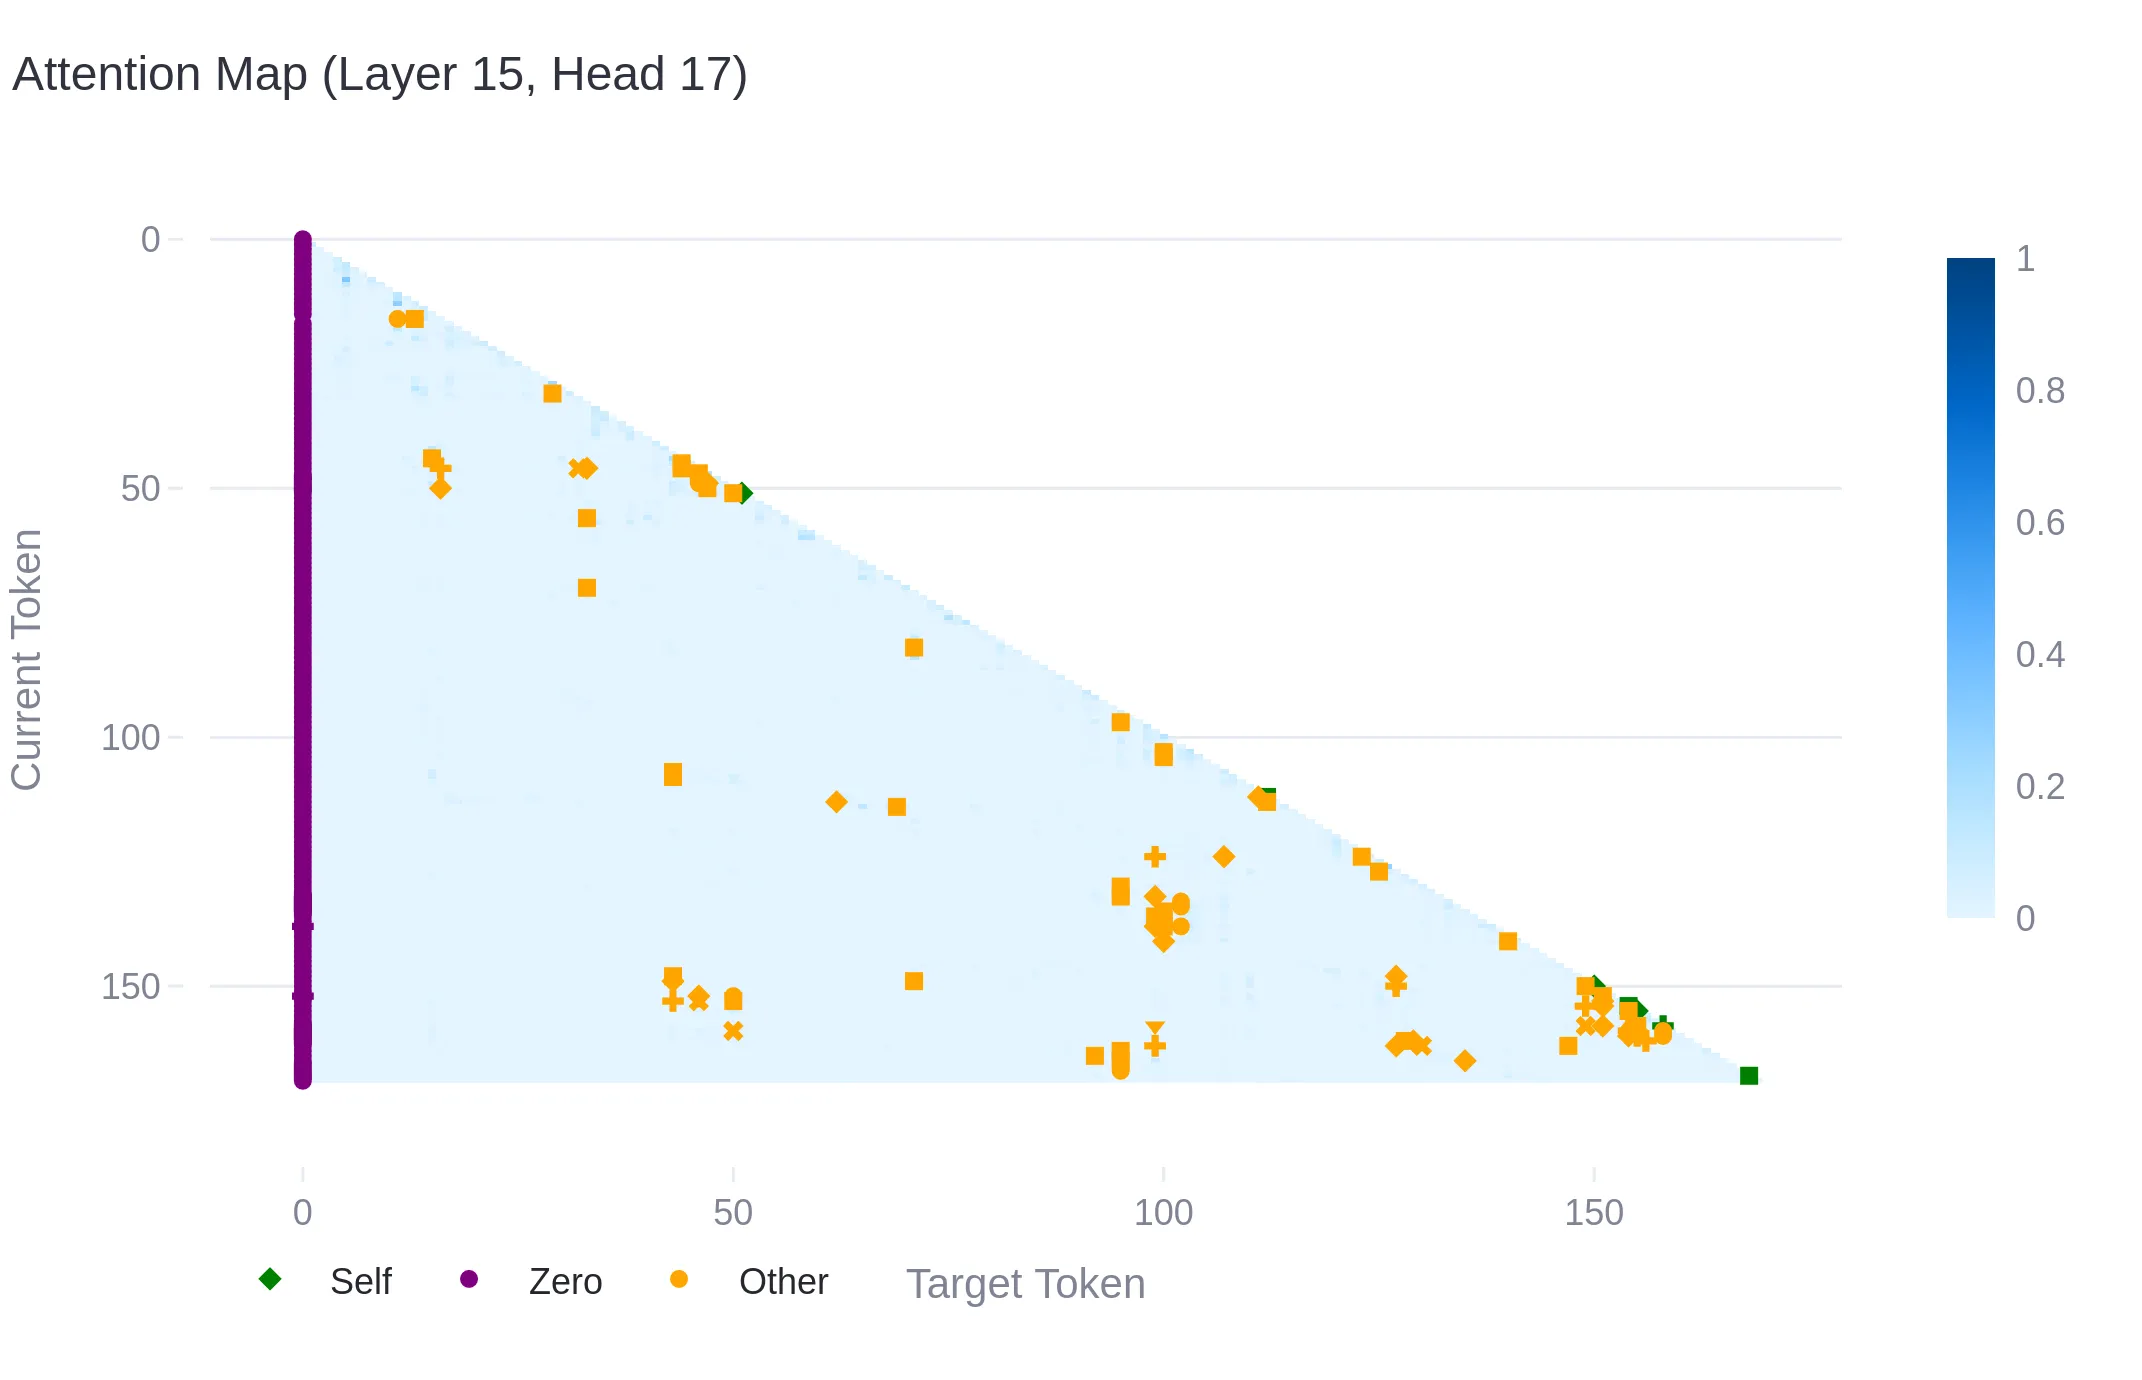 Attention Map (Layer 15, Head 17)
Current Token
0
50
100
150
0
50
100
150
Self
Zero
Other
Target Token
1
0.8
0.6
0.4
0.2
0